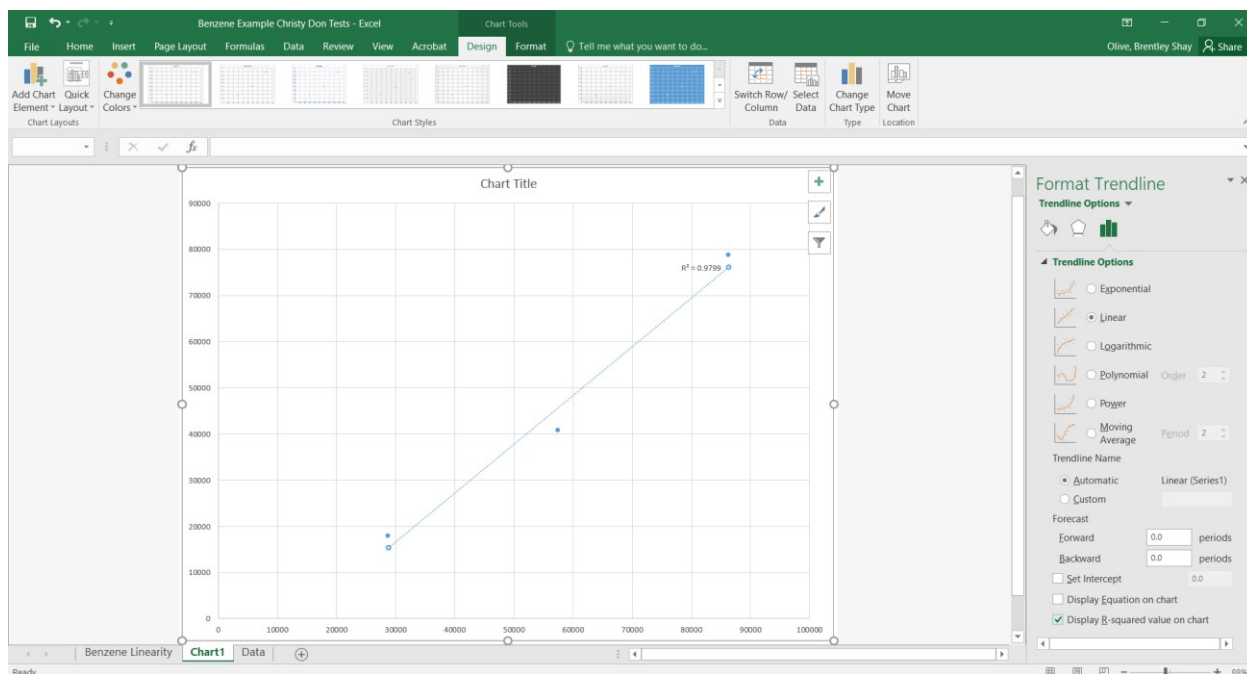 Benzene Example Christy Don Tests - Excel
Chart Tools
File Home Insert Page Layout Formulas Data Review View Acrobat Design Format Tell me what you want to do...
Olive, Brentley Shay Share
Add Chart Element
Quick Layout
Change Colors
Switch Row/ Column
Select Data
Change Chart Type
Move Chart
Chart Layouts
Chart Styles
Data
Type
Location
fx
Chart Title
90000
80000
R² = 0.9799
70000
60000
50000
40000
30000
20000
10000
0
0 10000 20000 30000 40000 50000 60000 70000 80000 90000 100000
Format Trendline
Trendline Options
Trendline Options
Exponential
Linear
Logarithmic
Polynomial Order 2
Power
Moving Average Period 2
Trendline Name
Automatic Linear (Series1)
Custom
Forecast
Forward 0.0 periods
Backward 0.0 periods
Set Intercept 0.0
Display Equation on chart
Display R-squared value on chart
Benzene Linearity Chart1 Data
Ready
88%